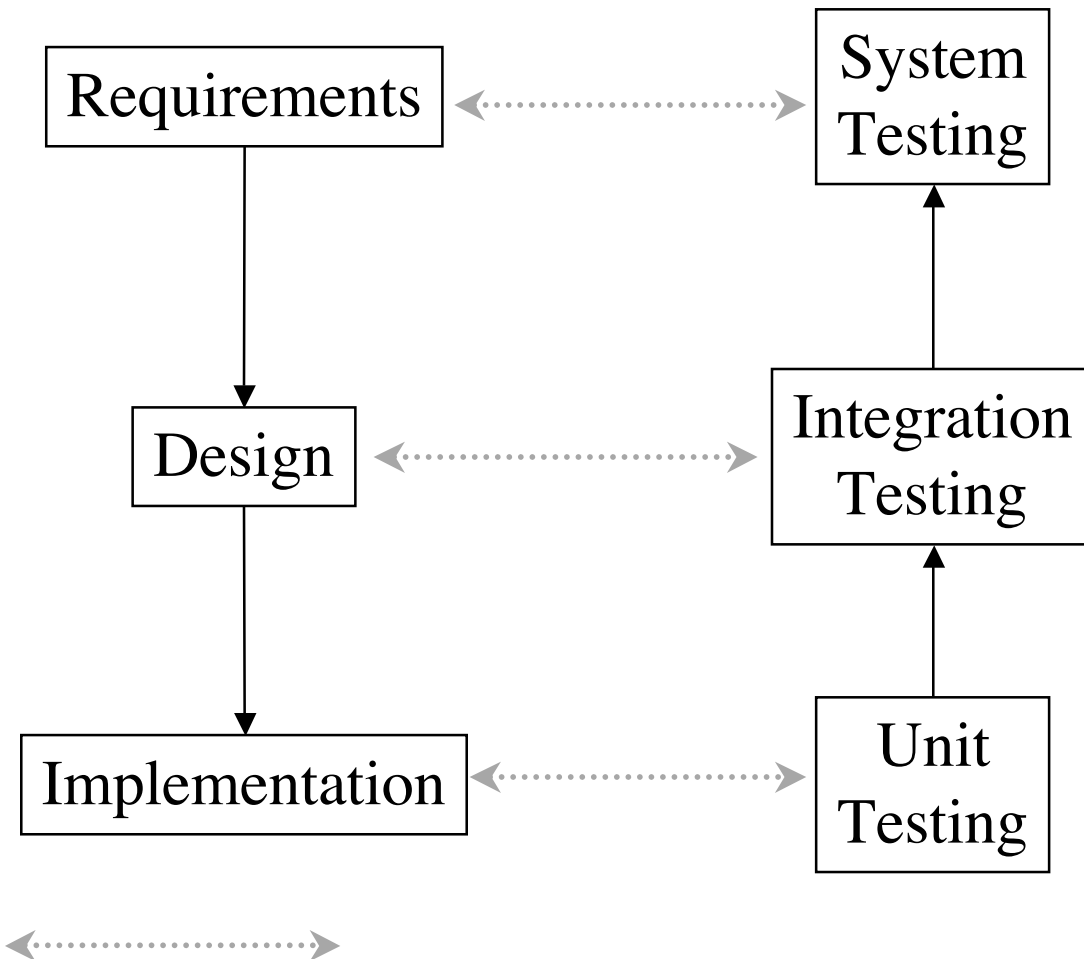 Requirements
System
Testing
Design
Integration
Testing
Implementation
Unit
Testing